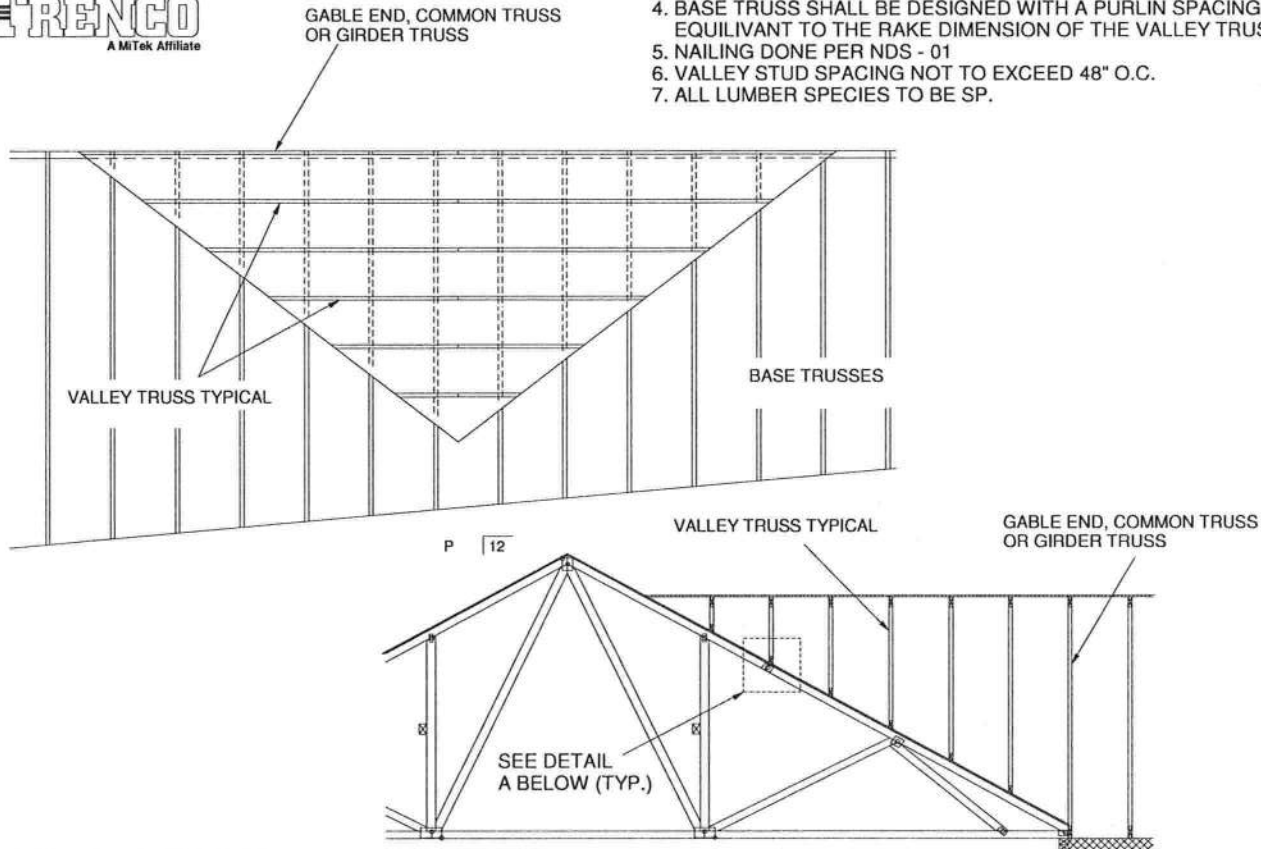 TRENCO
A MiTek Affiliate
GABLE END, COMMON TRUSS
OR GIRDER TRUSS
4. BASE TRUSS SHALL BE DESIGNED WITH A PURLIN SPACING
EQUILIVANT TO THE RAKE DIMENSION OF THE VALLEY
5. NAILING DONE PER NDS - 01
6. VALLEY STUD SPACING NOT TO EXCEED 48" O.C.
7. ALL LUMBER SPECIES TO BE SP.
VALLEY TRUSS TYPICAL
BASE TRUSSES
P 12
VALLEY TRUSS TYPICAL
GABLE END, COMMON TRUSS
OR GIRDER TRUSS
SEE DETAIL
A BELOW (TYP.)